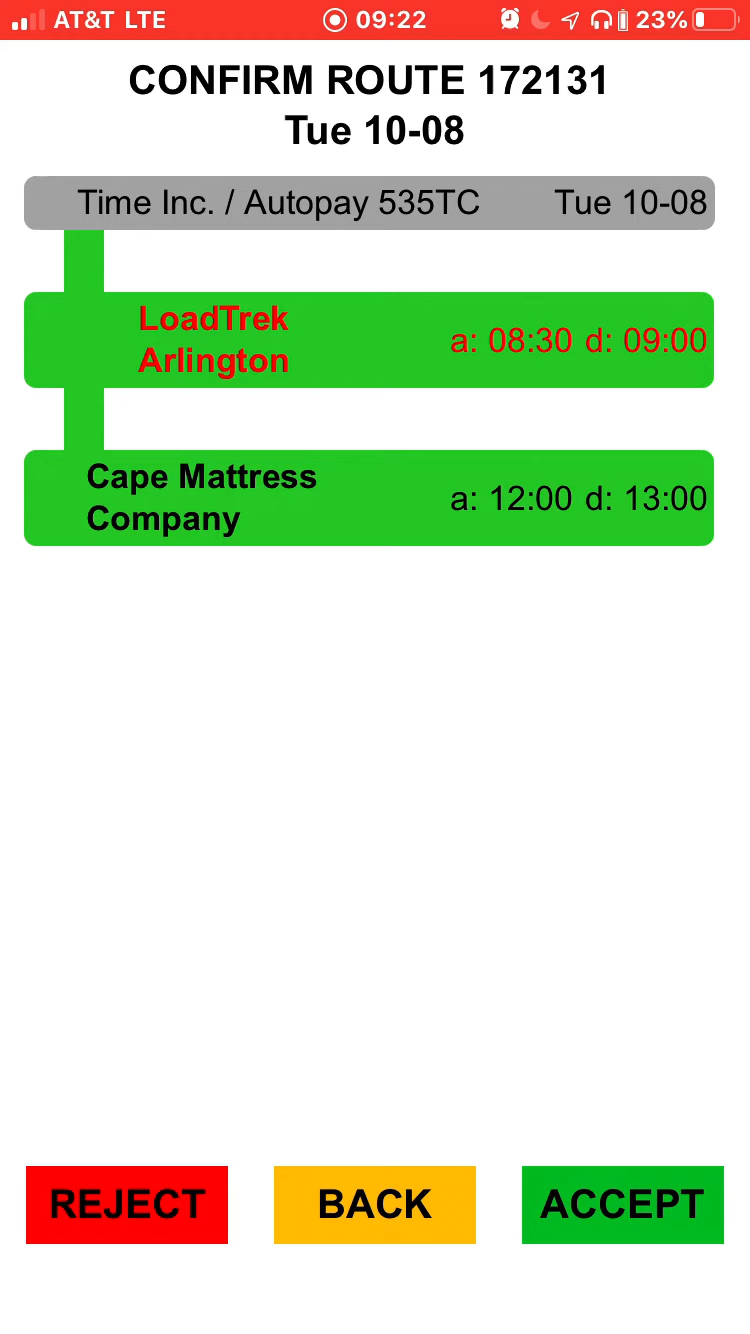 AT&T LTE 09:22 23%
CONFIRM ROUTE 172131
Tue 10-08
Time Inc. / Autopay 535TC Tue 10-08
LoadTrek
Arlington
a: 08:30 d: 09:00
Cape Mattress
Company
a: 12:00 d: 13:00
REJECT BACK ACCEPT